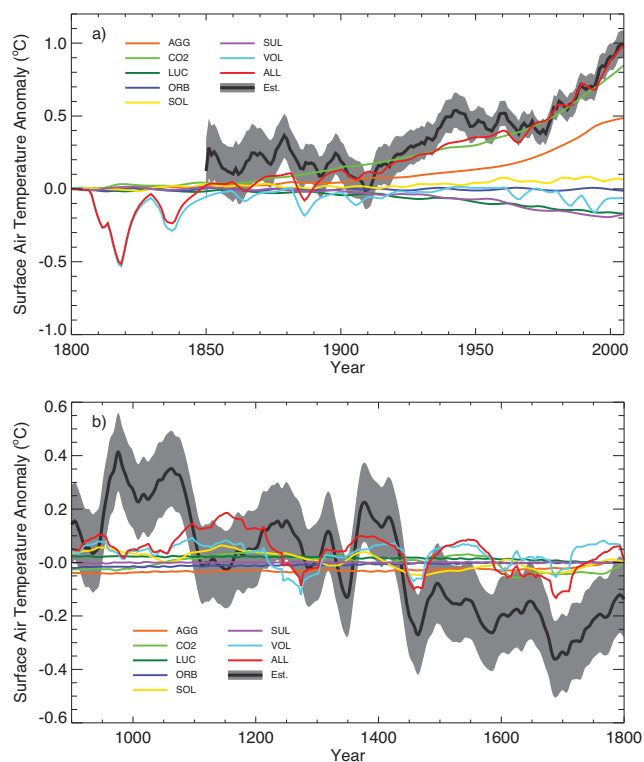 a)
AGG
CO2
LUC
ORB
SOL
SUL
VOL
ALL
Est.
Surface Air Temperature Anomaly (°C)
1.0
0.5
0.0
-0.5
-1.0
1800 1850 1900 1950 2000
Year
b)
Surface Air Temperature Anomaly (°C)
0.6
0.4
0.2
-0.0
-0.2
-0.4
-0.6
AGG
CO2
LUC
ORB
SOL
SUL
VOL
ALL
Est.
1000 1200 1400 1600 1800
Year